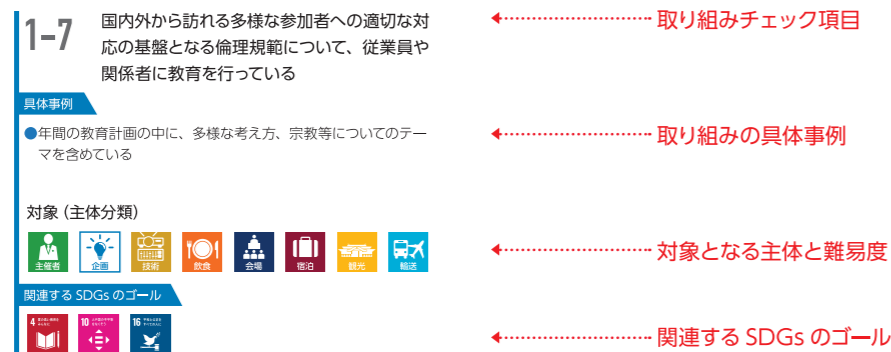 1-7
国内外から訪れる多様な参加者への適切な対
応の基盤となる倫理規範について、従業員や
関係者に教育を行っている
取り組みチェック項目
具体事例
●年間の教育計画の中に、多様な考え方、宗教等についてのテー
マを含めている
取り組みの具体事例
対象（主体分類）
主催者 企画 技術 飲食 会場 宿泊 観光 輸送
対象となる主体と難易度
関連する SDGs のゴール
4 10 16
関連する SDGs のゴール